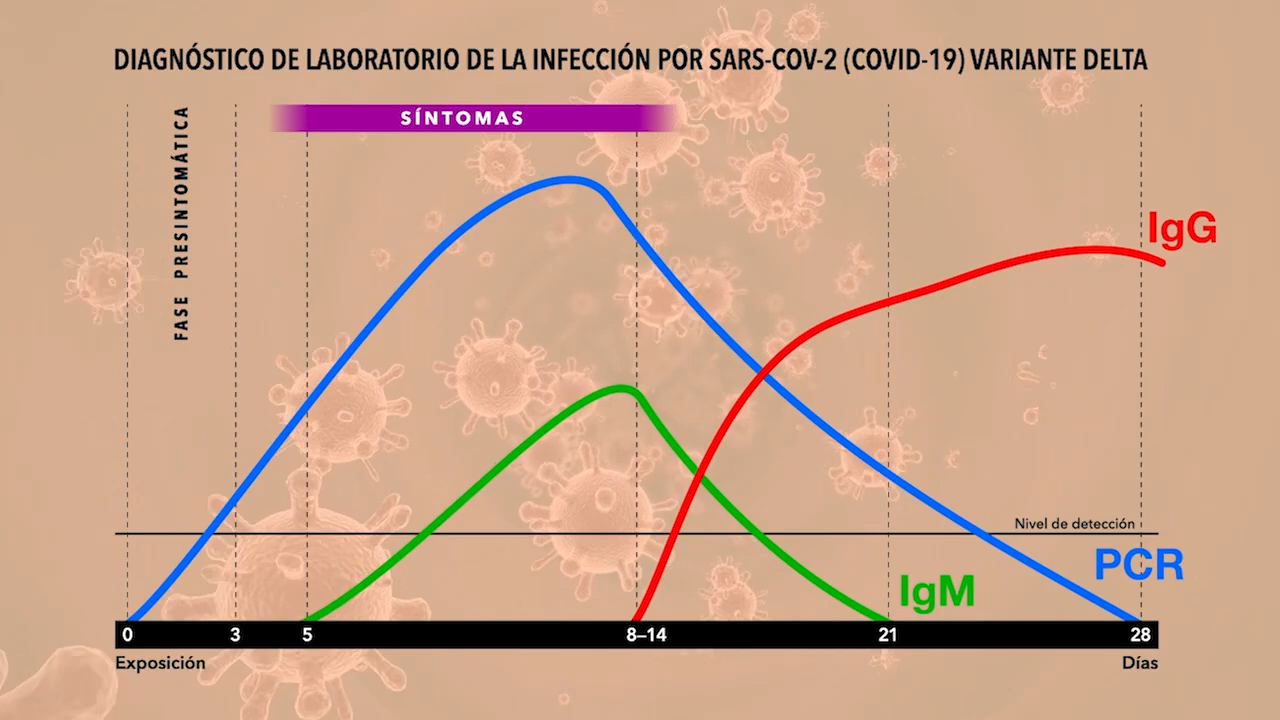 DIAGNÓSTICO DE LABORATORIO DE LA INFECCIÓN POR SARS-COV-2 (COVID-19) VARIANTE DELTA
FASE PRESINTOMÁTICA
SÍNTOMAS
IgG
Nivel de detección
PCR
IgM
0 3 5 8–14 21 28
Exposición Días